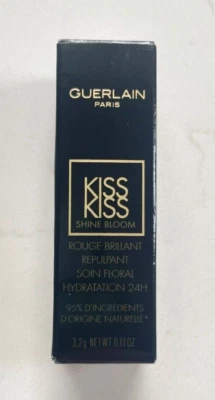 GUERLAIN
PARIS
KISS
KISS
SHINE BLOOM
ROUGE BRILLANT
REPULPANT
SOIN FLORAL
HYDRATATION 24H
95% D'INGRÉDIENTS
D'ORIGINE NATURELLE*
3,2g NET WT 0.11 OZ.